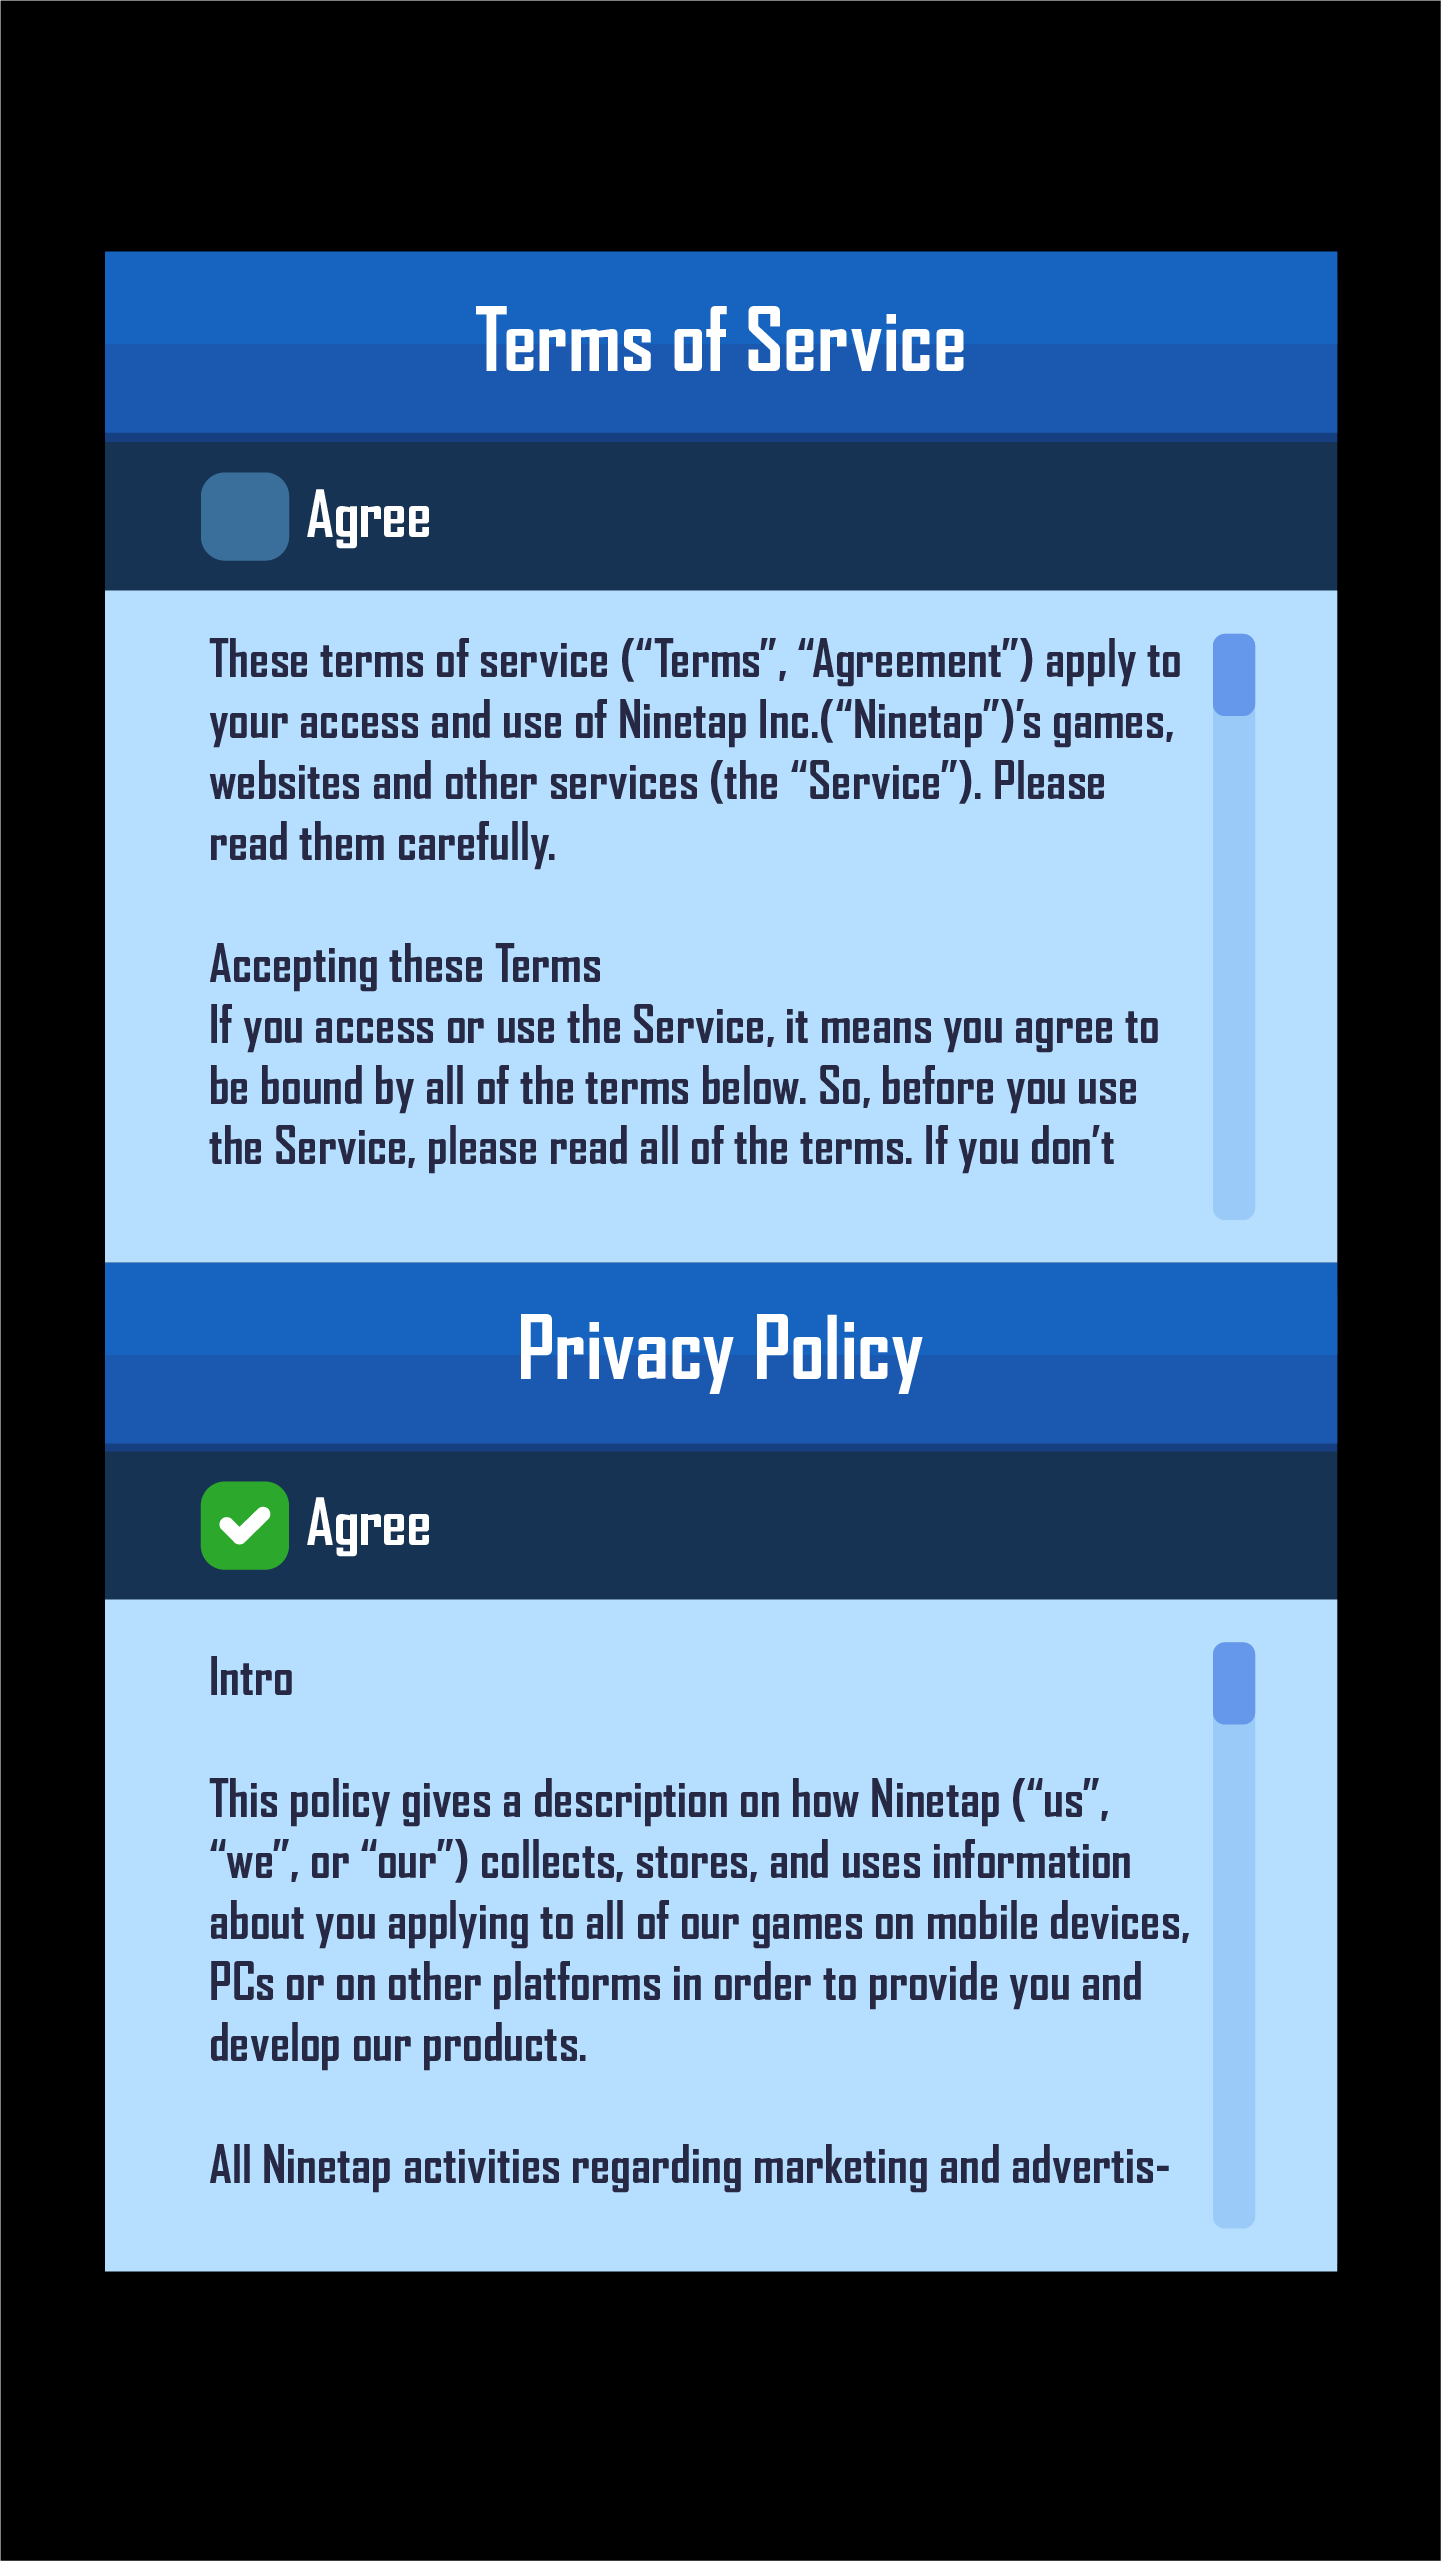 Terms of Service
Agree
These terms of service (“Terms”, “Agreement”) apply to
your access and use of Ninetap Inc.(“Ninetap”)’s games,
websites and other services (the “Service”). Please
read them carefully.
Accepting these Terms
If you access or use the Service, it means you agree to
be bound by all of the terms below. So, before you use
the Service, please read all of the terms. If you don’t
Privacy Policy
Agree
Intro
This policy gives a description on how Ninetap (“us”,
“we”, or “our”) collects, stores, and uses information
about you applying to all of our games on mobile devices,
PCs or on other platforms in order to provide you and
develop our products.
All Ninetap activities regarding marketing and advertis-